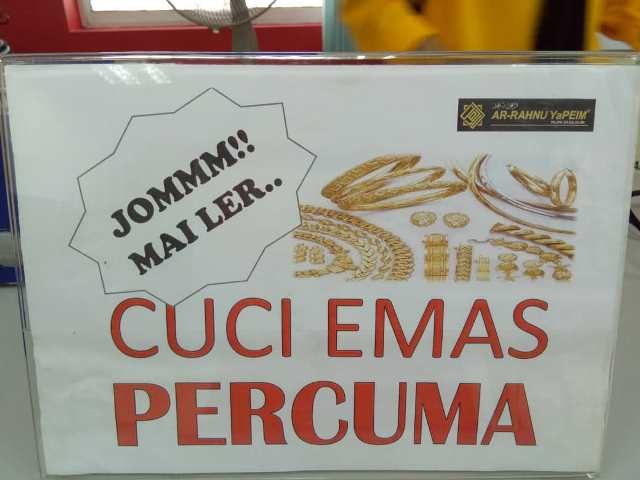 JOMMM!!
MAI LER..
AR-RAHNU YaPEIM
CUCI EMAS
PERCUMA